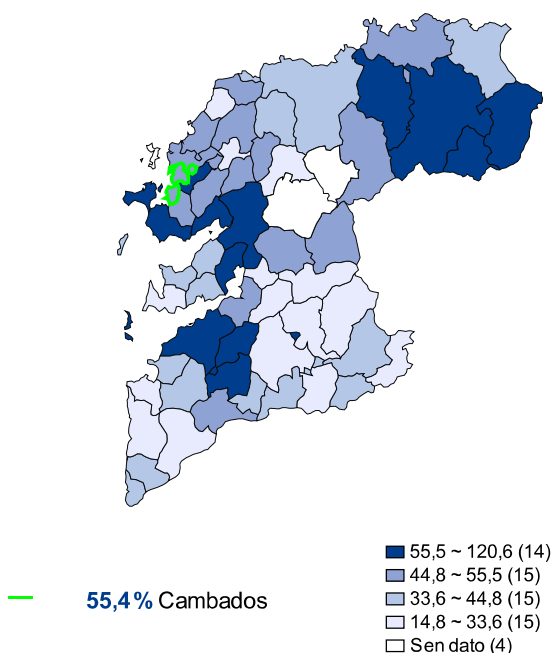 55,5 ~ 120,6 (14)
44,8 ~ 55,5 (15)
33,6 ~ 44,8 (15)
14,8 ~ 33,6 (15)
Sen dato (4)
55,4 % Cambados